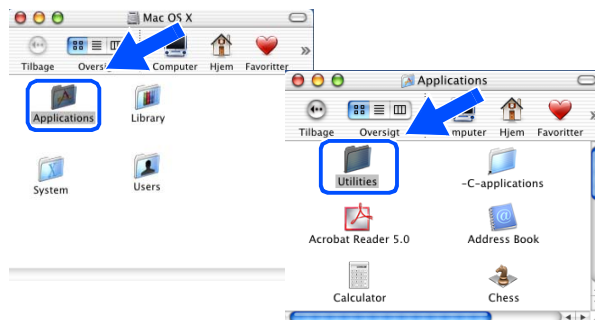 Mac OS X
Tilbage Oversigt Computer Hjem Favoritter
Applications Library
System Users
Applications
Tilbage Oversigt mputer Hjem Favoritter
Utilities -C-applications
Acrobat Reader 5.0 Address Book
Calculator Chess